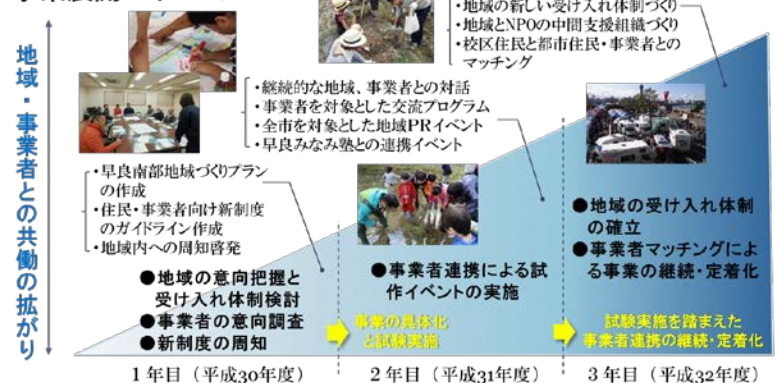 ・地域の新しい受け入れ体制づくり
・地域とNPOの中間支援組織づくり
・校区住民と都市住民・事業者との
マッチング
・継続的な地域、事業者との対話
・事業者を対象とした交流プログラム
・全市を対象とした地域PRイベント
・早良みなみ塾との連携イベント
・早良南部地域づくりプラン
の作成
・住民・事業者向け新制度
のガイドライン作成
・地域内への周知啓発
地域・事業者との共働の拡がり
●地域の意向把握と
受け入れ体制検討
●事業者の意向調査
●新制度の周知
●事業者連携による試
作イベントの実施
●地域の受け入れ体制
の確立
●事業者マッチングによ
る事業の継続・定着化
事業の具体化
と試験実施
試験実施を踏まえた
事業者連携の継続・定着化
1年目（平成30年度）
2年目（平成31年度）
3年目（平成32年度）